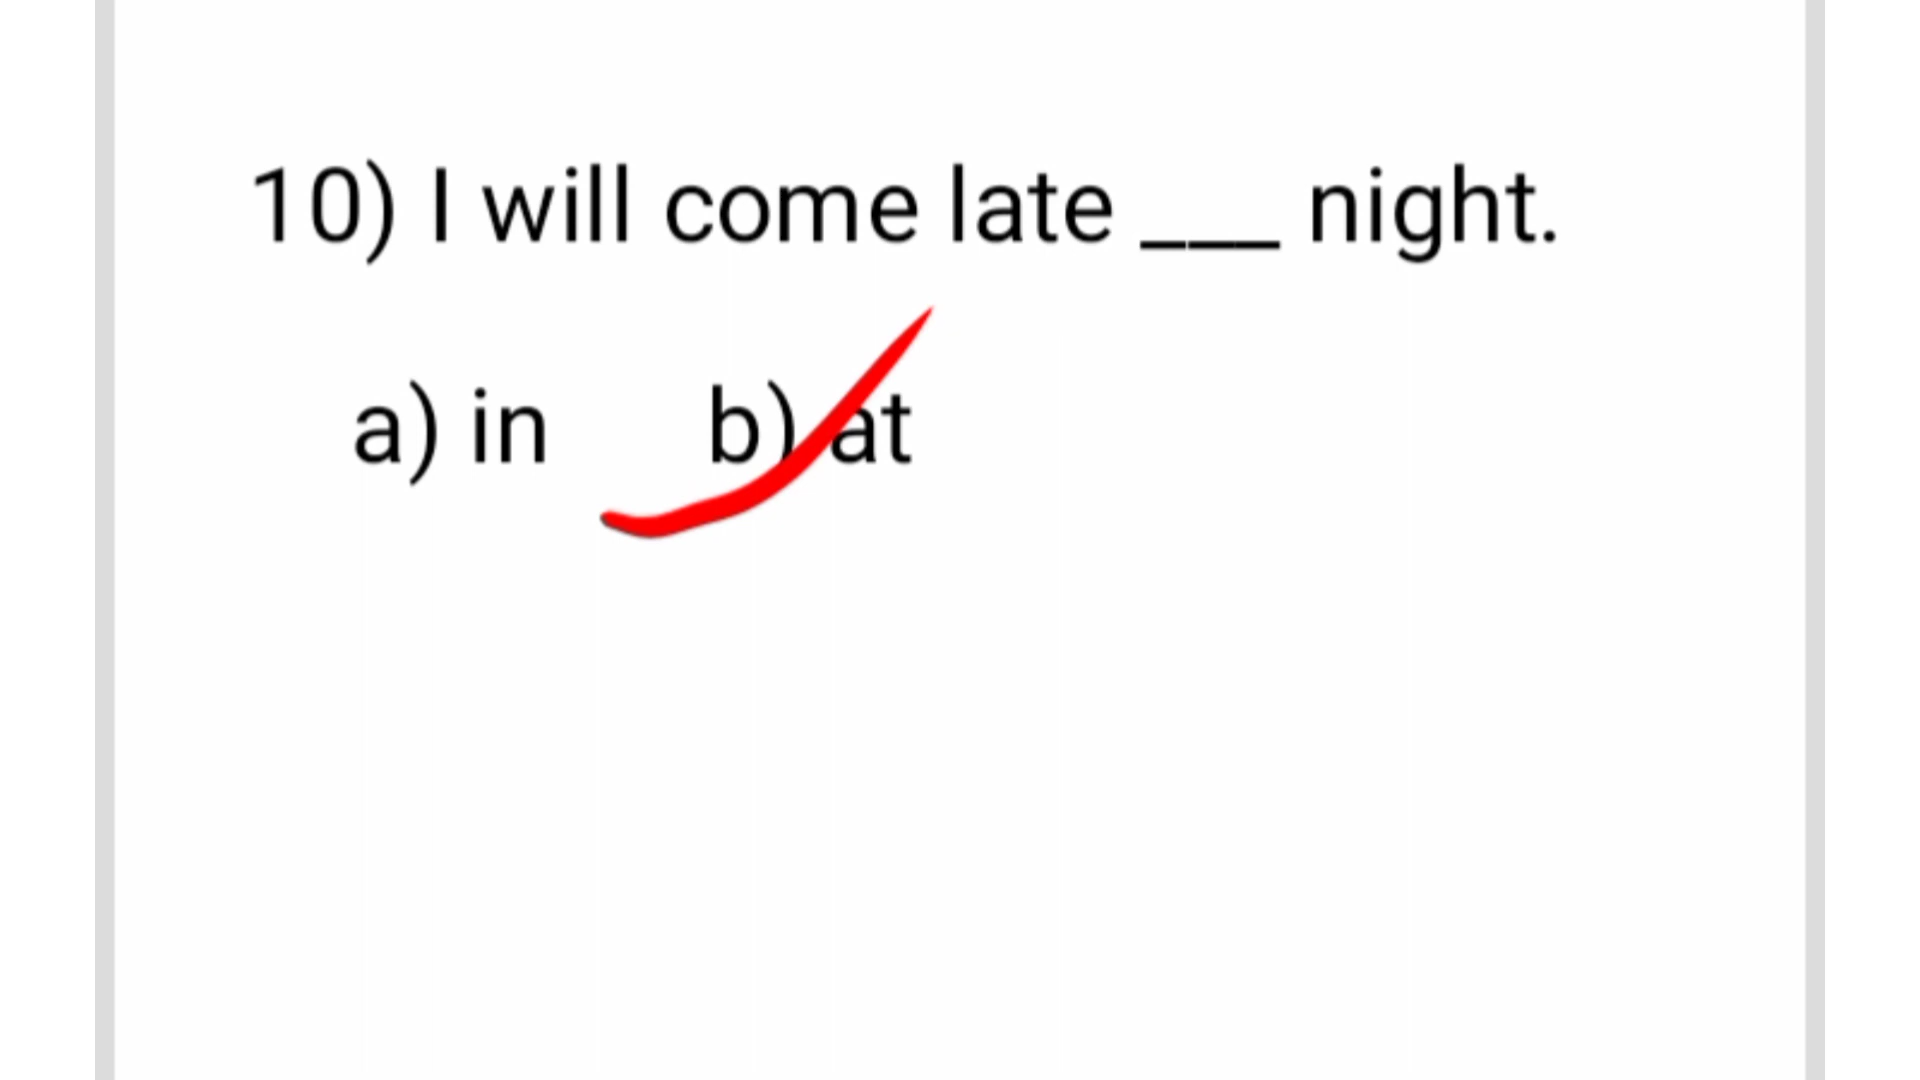 10) I will come late ___ night.
a) in b) at